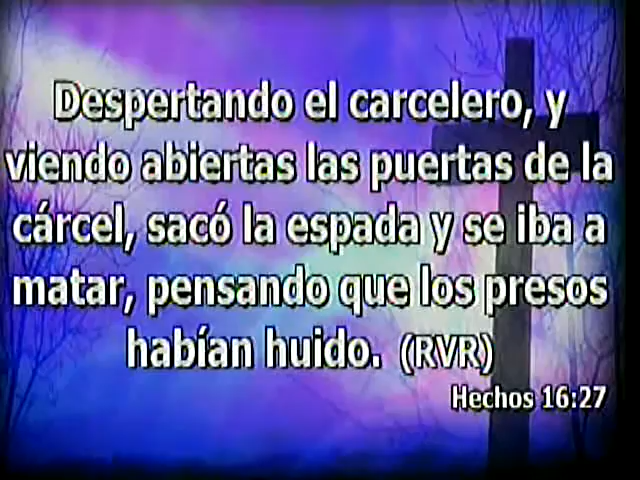 Despertando el carcelero, y
viendo abiertas las puertas de la
cárcel, sacó la espada y se iba a
matar, pensando que los presos
habían huido. (RVR)
Hechos 16:27